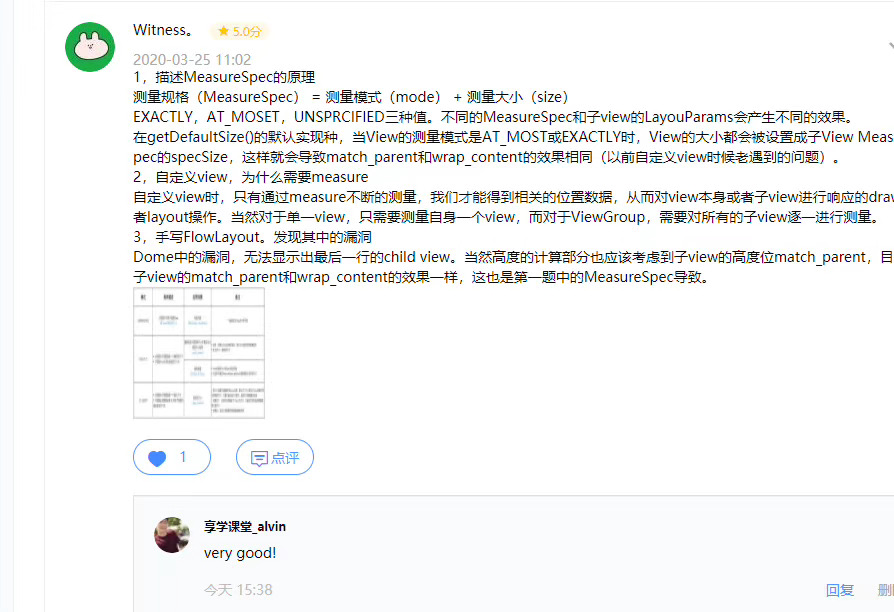 Witness。 5.0分
2020-03-25 11:02
1，描述MeasureSpec的原理
测量规格（MeasureSpec） = 测量模式（mode） + 测量大小（size）
EXACTLY，AT_MOSET，UNSPRCIFIED三种值。不同的MeasureSpec和子view的LayouParams会产生不同的效果。
在getDefaultSize()的默认实现种，当View的测量模式是AT_MOST或EXACTLY时，View的大小都会被设置成子View Meas
pec的specSize，这样就会导致match_parent和wrap_content的效果相同（以前自定义view时候老遇到的问题）。
2，自定义view，为什么需要measure
自定义view时，只有通过measure不断的测量，我们才能得到相关的位置数据，从而对view本身或者子view进行响应的draw
者layout操作。当然对于单一view，只需要测量自身一个view，而对于ViewGroup，需要对所有的子view逐一进行测量。
3，手写FlowLayout。发现其中的漏洞
Dome中的漏洞，无法显示出最后一行的child view。当然高度的计算部分也应该考虑到子view的高度位match_parent，目
子view的match_parent和wrap_content的效果一样，这也是第一题中的MeasureSpec导致。
1 点评
享学课堂_alvin
very good!
今天 15:38 回复